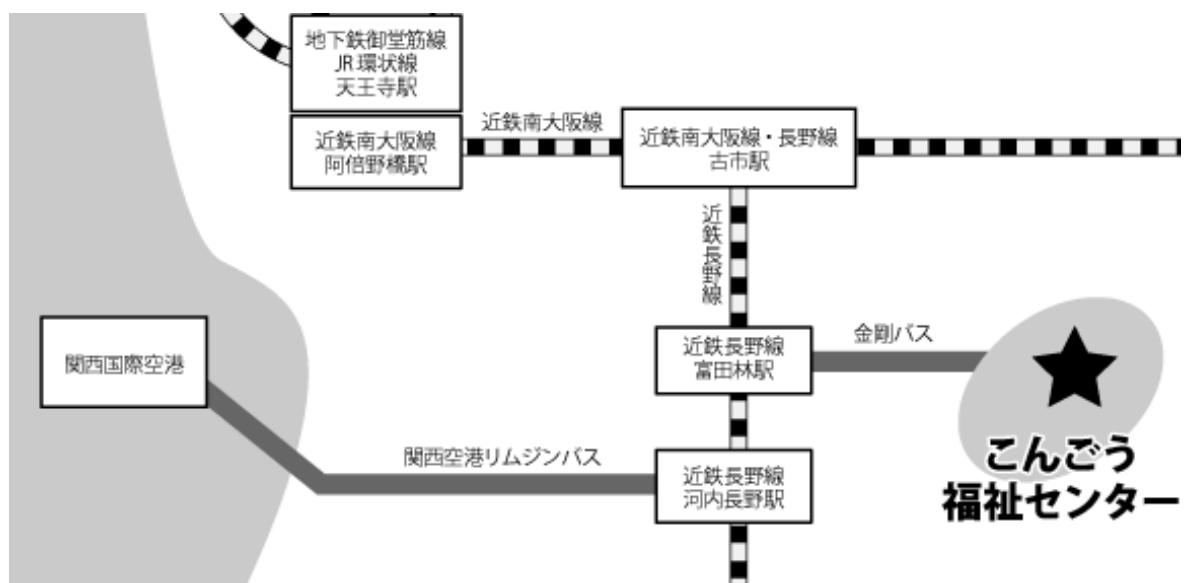 地下鉄御堂筋線
JR環状線
天王寺駅
近鉄南大阪線
阿倍野橋駅
近鉄南大阪線
近鉄南大阪線・長野線
古市駅
近鉄長野線
関西国際空港
近鉄長野線
富田林駅
金剛バス
こんごう
福祉センター
関西空港リムジンバス
近鉄長野線
河内長野駅